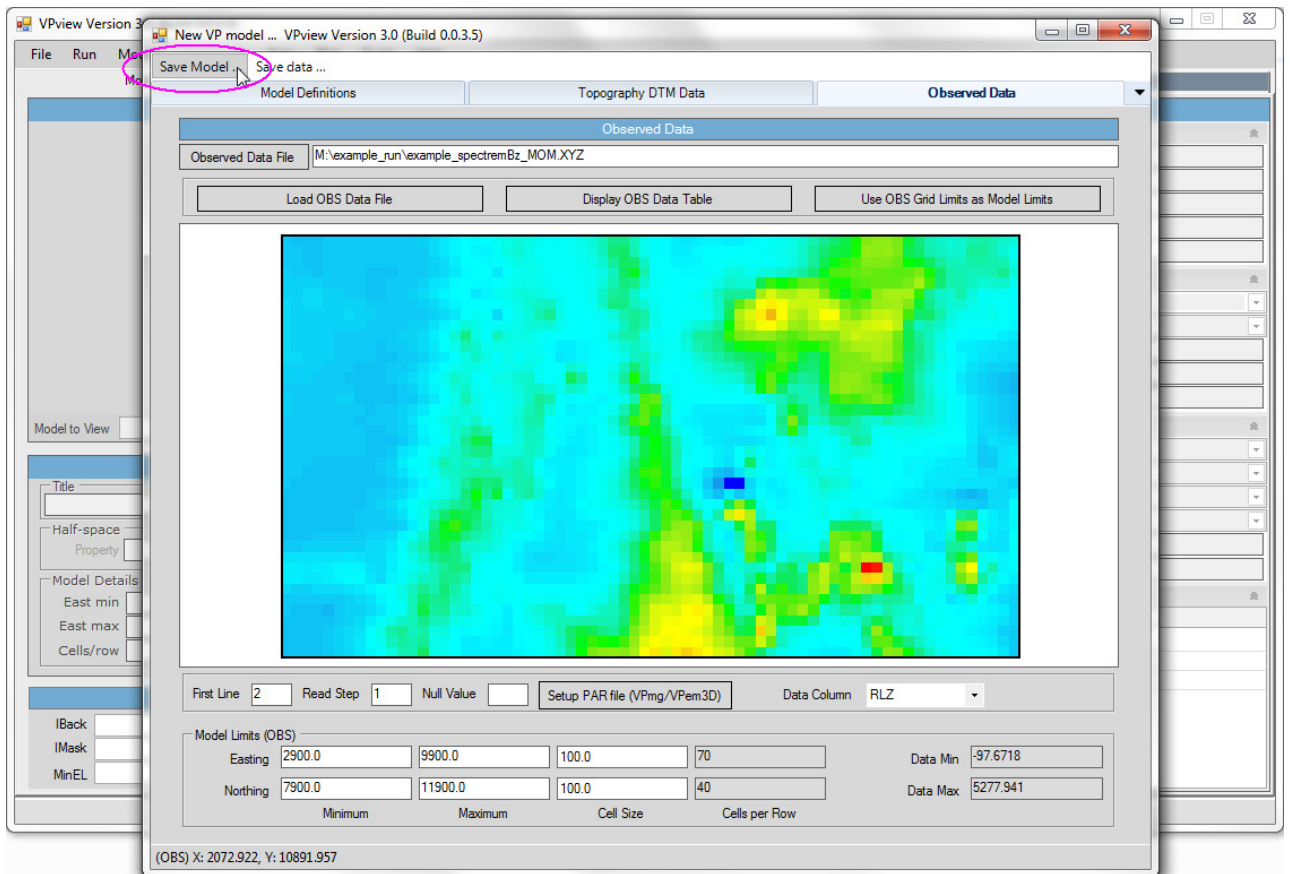 VPview Version 3
New VP model ... VPview Version 3.0 (Build 0.0.3.5)
File Run Mo
Save Model ... Save data ...
Mo
Model Definitions Topography DTM Data Observed Data
Observed Data
Observed Data File M:\example_run\example_spectremBz_MOM.XYZ
Load OBS Data File Display OBS Data Table Use OBS Grid Limits as Model Limits
Model to View
Title
Half-space
Property
Model Details
East min
East max
Cells/row
First Line 2 Read Step 1 Null Value Setup PAR file (VPmg/VPem3D) Data Column RLZ
IBack
IMask
MinEL
Model Limits (OBS)
Easting 2900.0 9900.0 100.0 70 Data Min -97.6718
Northing 7900.0 11900.0 100.0 40 Data Max 5277.941
Minimum Maximum Cell Size Cells per Row
(OBS) X: 2072.922, Y: 10891.957